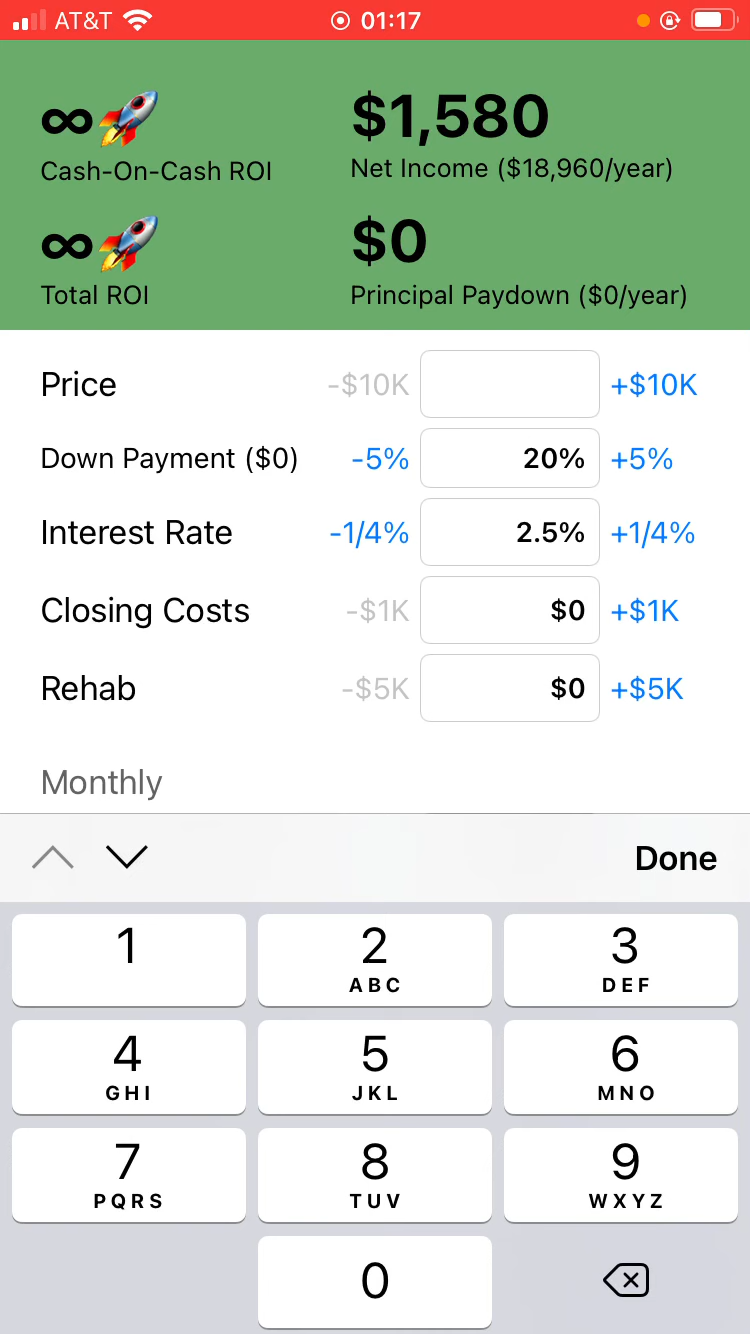 AT&T 01:17
∞🚀 $1,580
Cash-On-Cash ROI Net Income ($18,960/year)
∞🚀 $0
Total ROI Principal Paydown ($0/year)
Price -$10K +$10K
Down Payment ($0) -5% 20% +5%
Interest Rate -1/4% 2.5% +1/4%
Closing Costs -$1K $0 +$1K
Rehab -$5K $0 +$5K
Monthly
Done
1 2 3
ABC DEF
4 5 6
GHI JKL MNO
7 8 9
PQRS TUV WXYZ
0